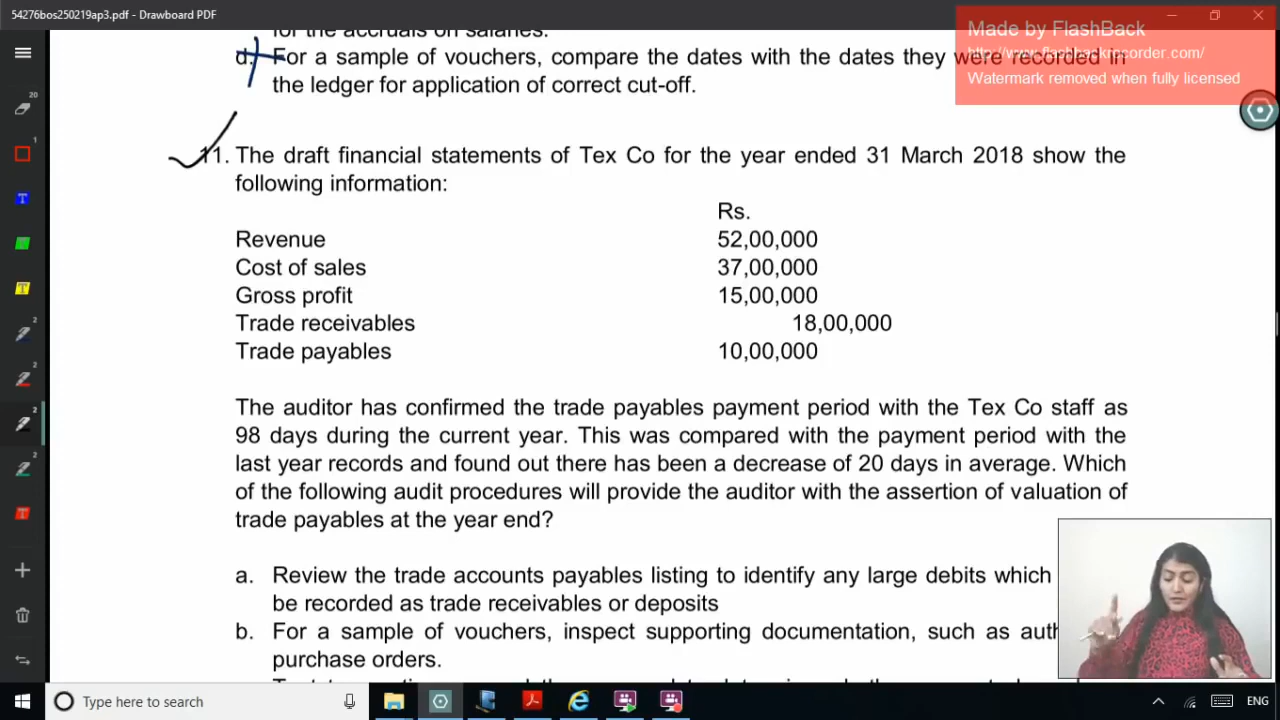 54276bos250219ap3.pdf - Drawboard PDF
Made by FlashBack
http://www.flashbackrecorder.com/
Watermark removed when fully licensed
for the accruals on salaries.
d. For a sample of vouchers, compare the dates with the dates they were recorded in
the ledger for application of correct cut-off.
11. The draft financial statements of Tex Co for the year ended 31 March 2018 show the
following information:
Rs.
Revenue 52,00,000
Cost of sales 37,00,000
Gross profit 15,00,000
Trade receivables 18,00,000
Trade payables 10,00,000
The auditor has confirmed the trade payables payment period with the Tex Co staff as
98 days during the current year. This was compared with the payment period with the
last year records and found out there has been a decrease of 20 days in average. Which
of the following audit procedures will provide the auditor with the assertion of valuation of
trade payables at the year end?
a. Review the trade accounts payables listing to identify any large debits which
be recorded as trade receivables or deposits
b. For a sample of vouchers, inspect supporting documentation, such as auth
purchase orders.
Type here to search
ENG